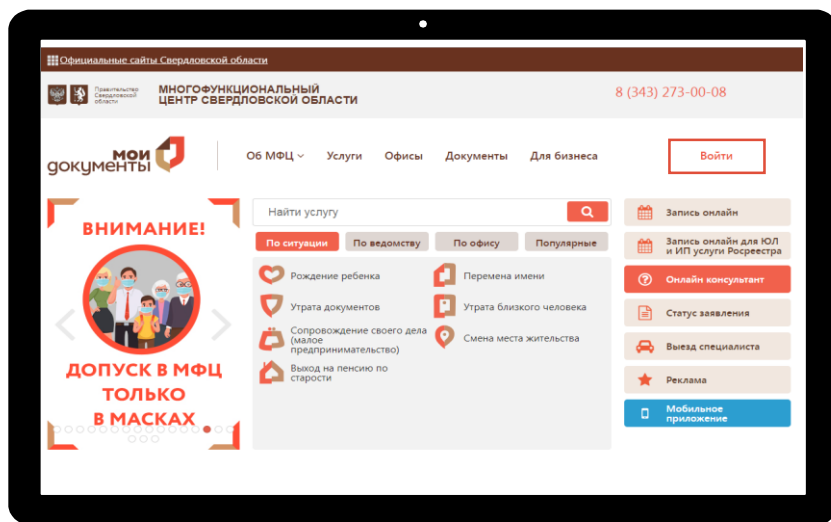 Официальные сайты Свердловской области
Правительство
Свердловской
области
МНОГОФУНКЦИОНАЛЬНЫЙ
ЦЕНТР СВЕРДЛОВСКОЙ ОБЛАСТИ
8 (343) 273-00-08
мои
документы
Об МФЦ
Услуги
Офисы
Документы
Для бизнеса
Войти
ВНИМАНИЕ!
ДОПУСК В МФЦ
ТОЛЬКО
В МАСКАХ
Найти услугу
По ситуации
По ведомству
По офису
Популярные
Рождение ребенка
Перемена имени
Утрата документов
Утрата близкого человека
Сопровождение своего дела
(малое
предпринимательство)
Смена места жительства
Выход на пенсию по
старости
Запись онлайн
Запись онлайн для ЮЛ
и ИП услуги Росреестра
Онлайн консультант
Статус заявления
Выезд специалиста
Реклама
Мобильное
приложение